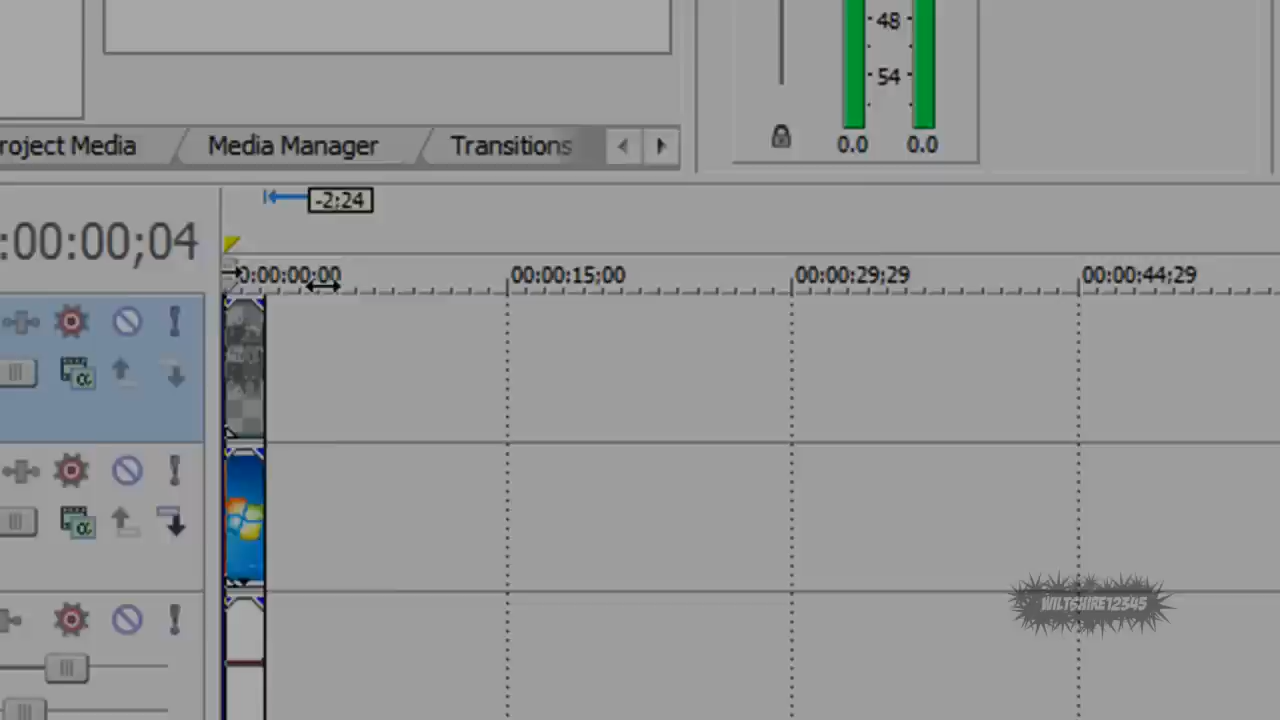 48
54
0.0 0.0
roject Media Media Manager Transitions
-2;24
:00:00;04
0:00:00;00 00:00:15;00 00:00:29;29 00:00:44;29
WILTSHIRE12345